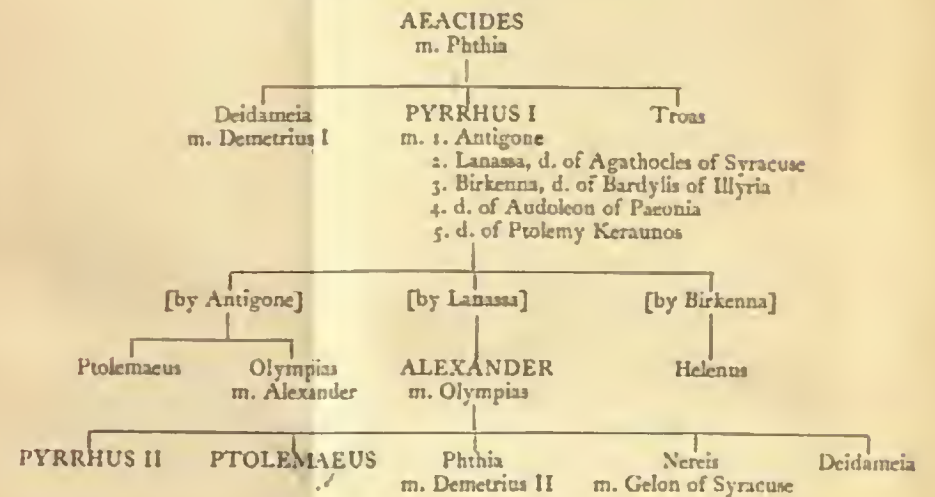 AEACIDES
m. Phthia
Deidameia
m. Demetrius I
PYRRHUS I
m. 1. Antigone
2. Lanassa, d. of Agathocles of Syracuse
3. Birkenna, d. of Bardylis of Illyria
4. d. of Audoleon of Paeonia
5. d. of Ptolemy Keraunos
Troas
[by Antigone]
[by Lanassa]
[by Birkenna]
Ptolemaeus
Olympias
m. Alexander
ALEXANDER
m. Olympias
Helenus
PYRRHUS II
PTOLEMAEUS
Phthia
m. Demetrius II
Nereis
m. Gelon of Syracuse
Deidameia